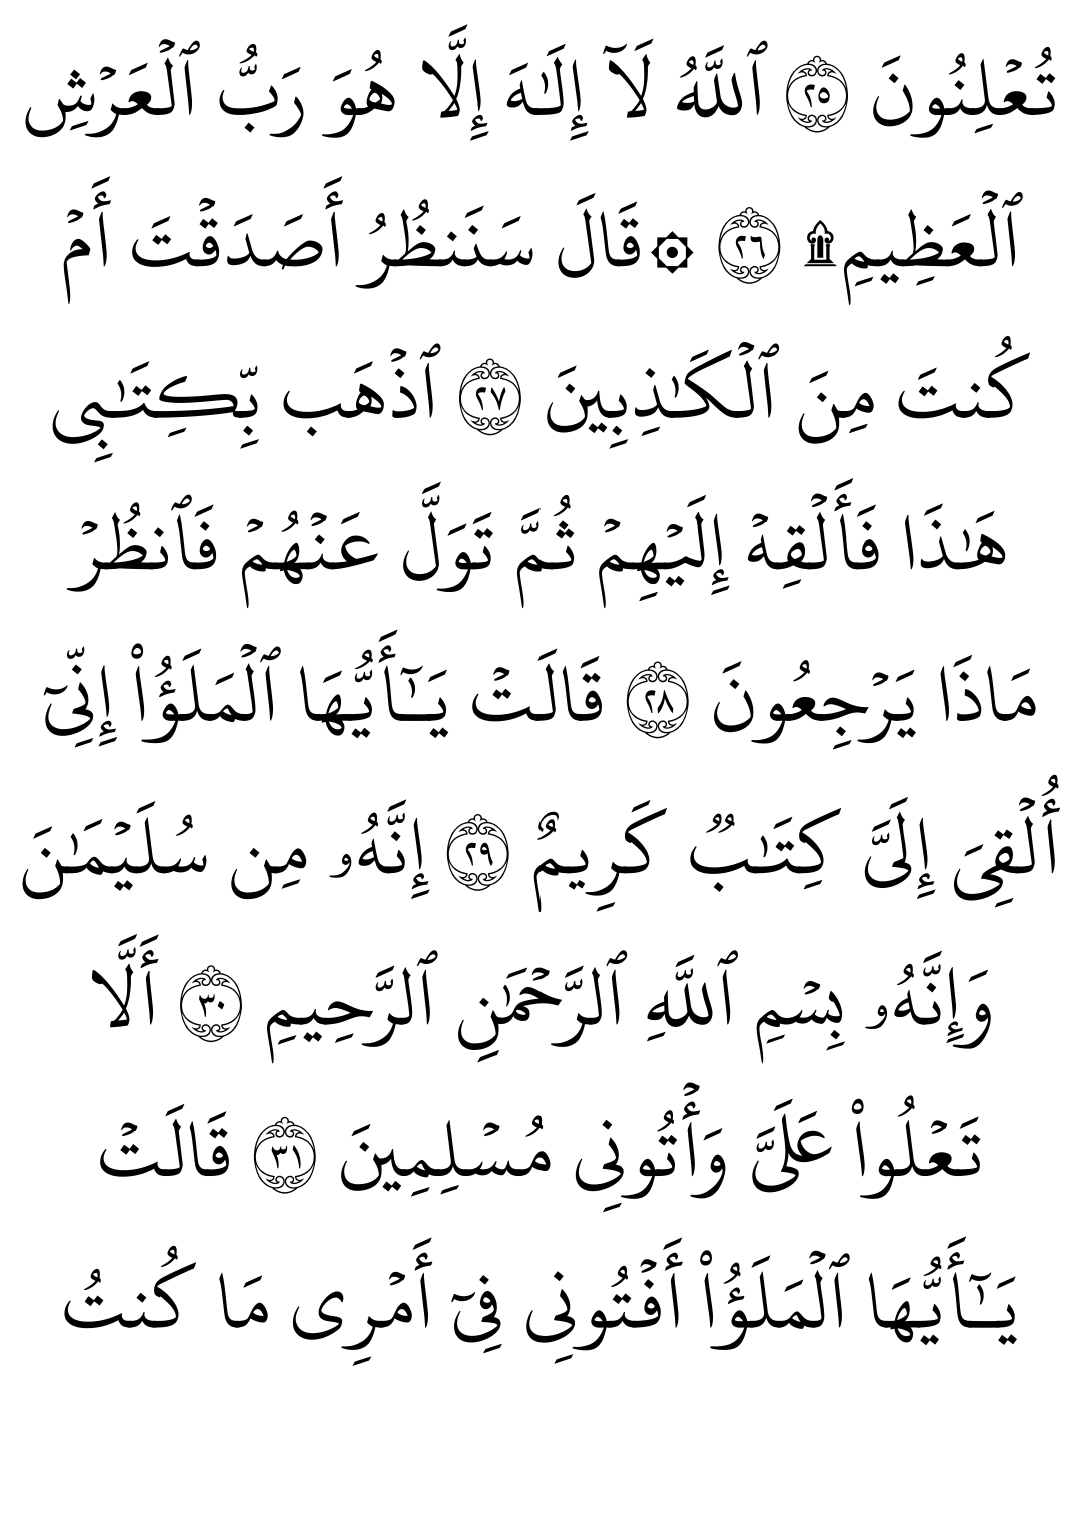 تُعۡلِنُونَ ٢٥ ٱللَّهُ لَآ إِلَـٰهَ إِلَّا هُوَ رَبُّ ٱلۡعَرۡشِ
ٱلۡعَظِيمِ۩ ٢٦ ۞قَالَ سَنَنظُرُ أَصَدَقۡتَ أَمۡ
كُنتَ مِنَ ٱلۡكَـٰذِبِينَ ٢٧ ٱذۡهَب بِّكِتَـٰبِى
هَـٰذَا فَأَلۡقِهۡ إِلَيۡهِمۡ ثُمَّ تَوَلَّ عَنۡهُمۡ فَٱنظُرۡ
مَاذَا يَرۡجِعُونَ ٢٨ قَالَتۡ يَـٰٓأَيُّهَا ٱلۡمَلَؤُا۟ إِنِّىٓ
أُلۡقِىَ إِلَىَّ كِتَـٰبٌۭ كَرِيمٌ ٢٩ إِنَّهُۥ مِن سُلَيۡمَـٰنَ
وَإِنَّهُۥ بِسۡمِ ٱللَّهِ ٱلرَّحۡمَـٰنِ ٱلرَّحِيمِ ٣٠ أَلَّا
تَعۡلُوا۟ عَلَىَّ وَأۡتُونِى مُسۡلِمِينَ ٣١ قَالَتۡ
يَـٰٓأَيُّهَا ٱلۡمَلَؤُا۟ أَفۡتُونِى فِىٓ أَمۡرِى مَا كُنتُ